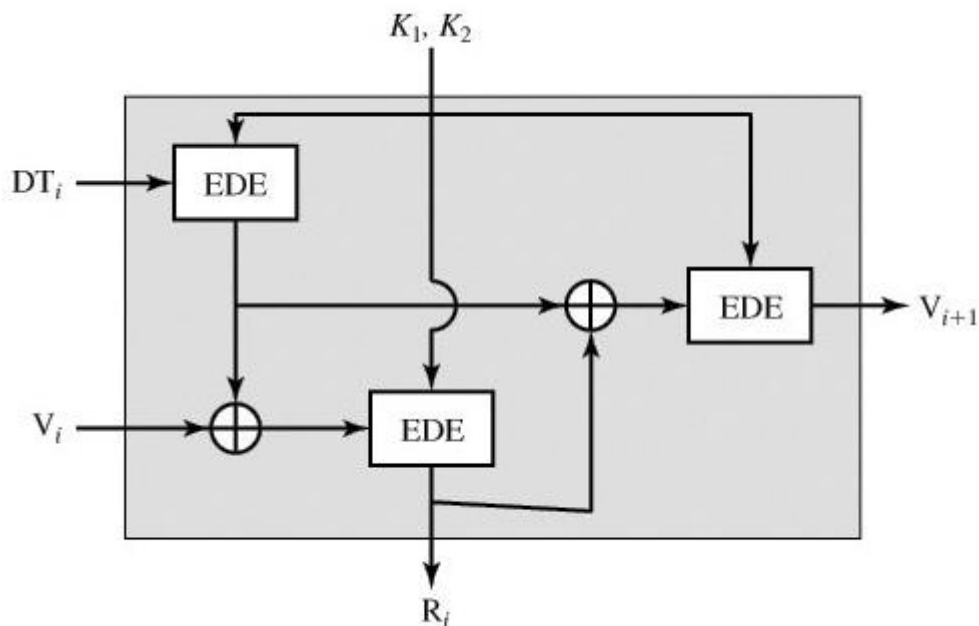 K₁, K₂
DTᵢ
EDE
EDE
Vᵢ₊₁
Vᵢ
EDE
Rᵢ